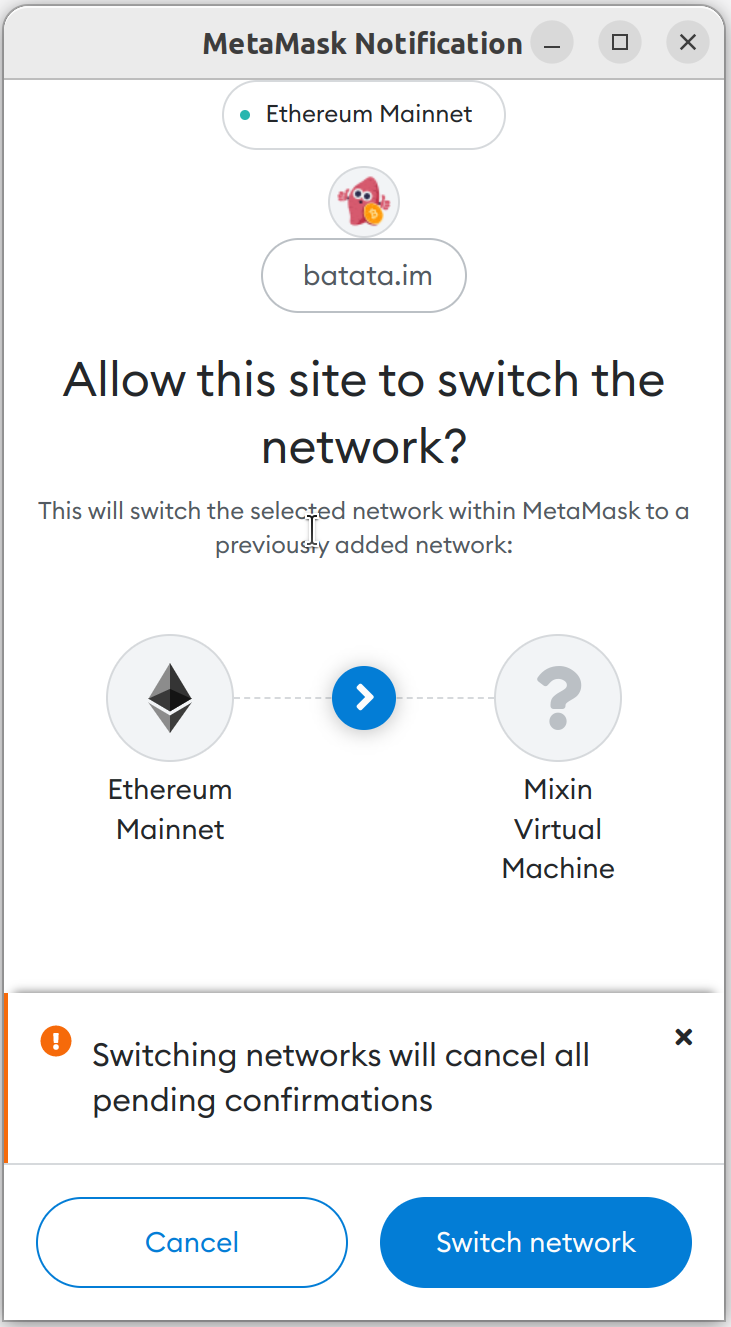 MetaMask Notification
Ethereum Mainnet
batata.im
Allow this site to switch the
network?
This will switch the selected network within MetaMask to a
previously added network:
Ethereum
Mainnet
Mixin
Virtual
Machine
Switching networks will cancel all
pending confirmations
Cancel
Switch network